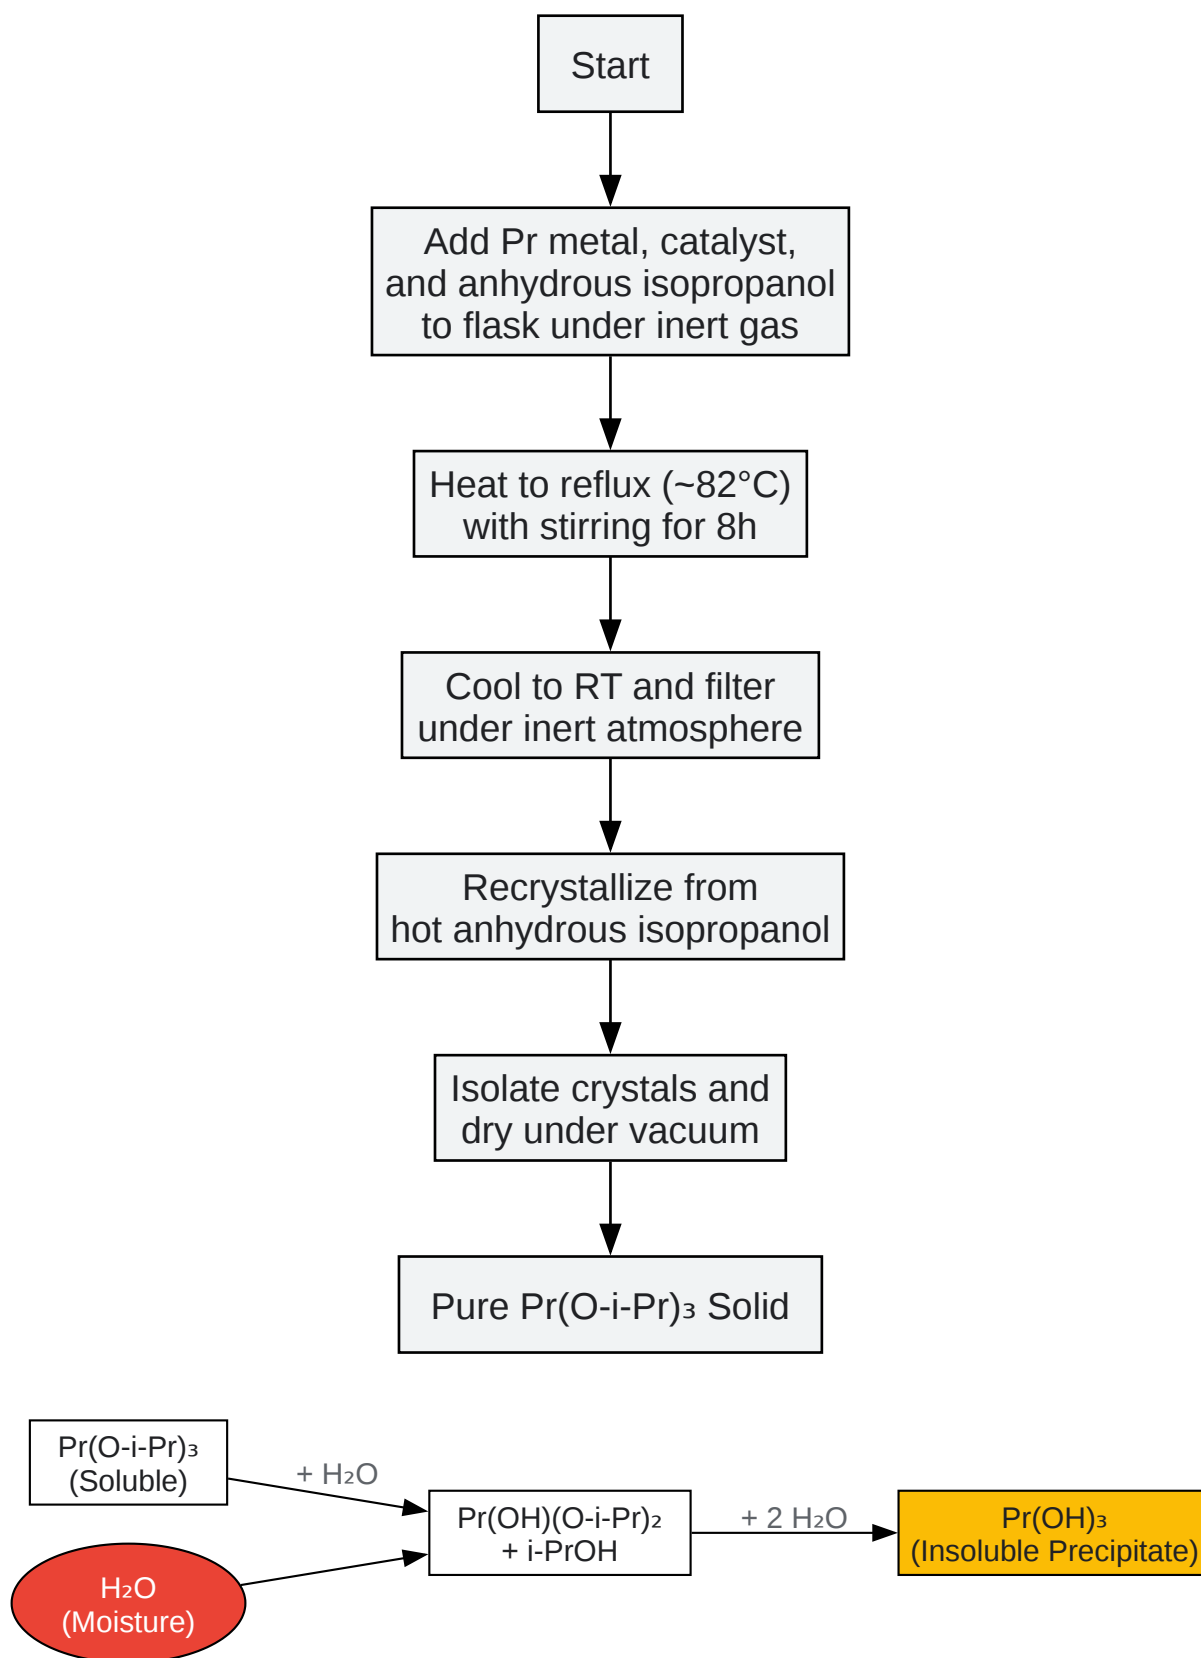 Start
Add Pr metal, catalyst,
and anhydrous isopropanol
to flask under inert gas
Heat to reflux (~82°C)
with stirring for 8h
Cool to RT and filter
under inert atmosphere
Recrystallize from
hot anhydrous isopropanol
Isolate crystals and
dry under vacuum
Pure Pr(O-i-Pr)₃ Solid
Pr(O-i-Pr)₃
(Soluble)
+ H₂O
H₂O
(Moisture)
Pr(OH)(O-i-Pr)₂
+ i-PrOH
+ 2 H₂O
Pr(OH)₃
(Insoluble Precipitate)